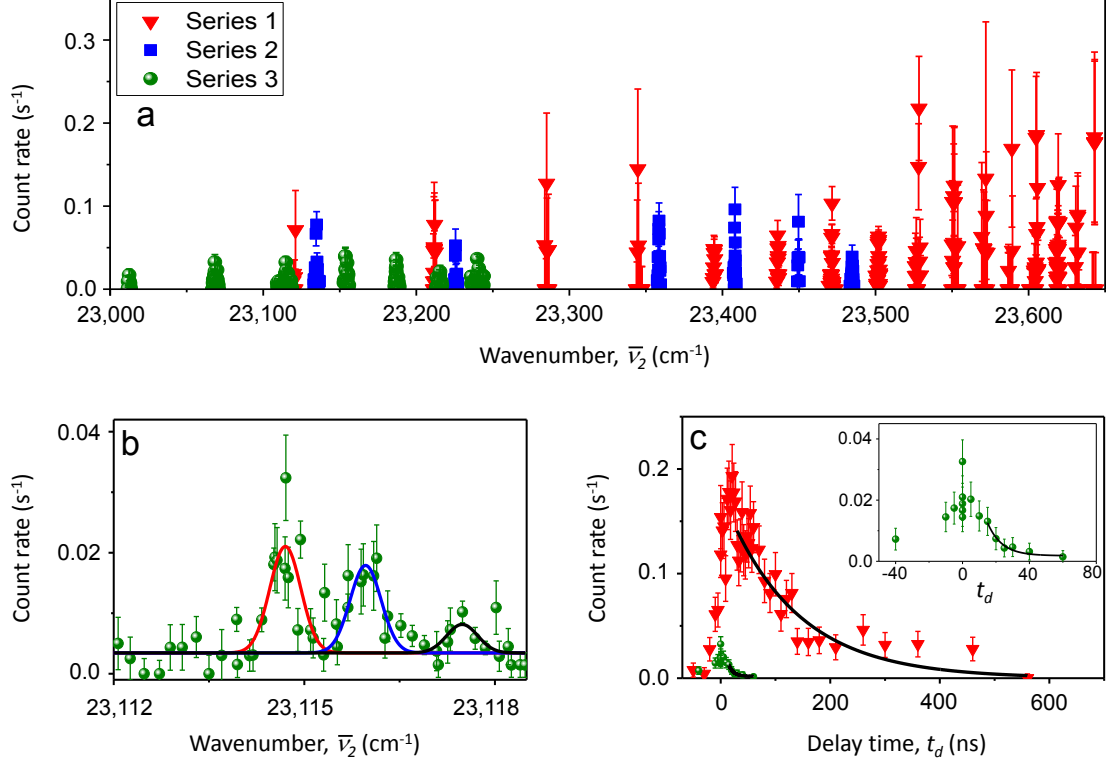 Series 1
Series 2
Series 3
a
Count rate (s⁻¹)
0.3
0.2
0.1
0.0
23,000 23,100 23,200 23,300 23,400 23,500 23,600
Wavenumber, ν̅₂ (cm⁻¹)
b
Count rate (s⁻¹)
0.04
0.02
0.00
23,112 23,115 23,118
Wavenumber, ν̅₂ (cm⁻¹)
c
Count rate (s⁻¹)
0.2
0.1
0.0
0 200 400 600
Delay time, t_d (ns)
0.04
0.02
0.0
-40 0 40 80
t_d